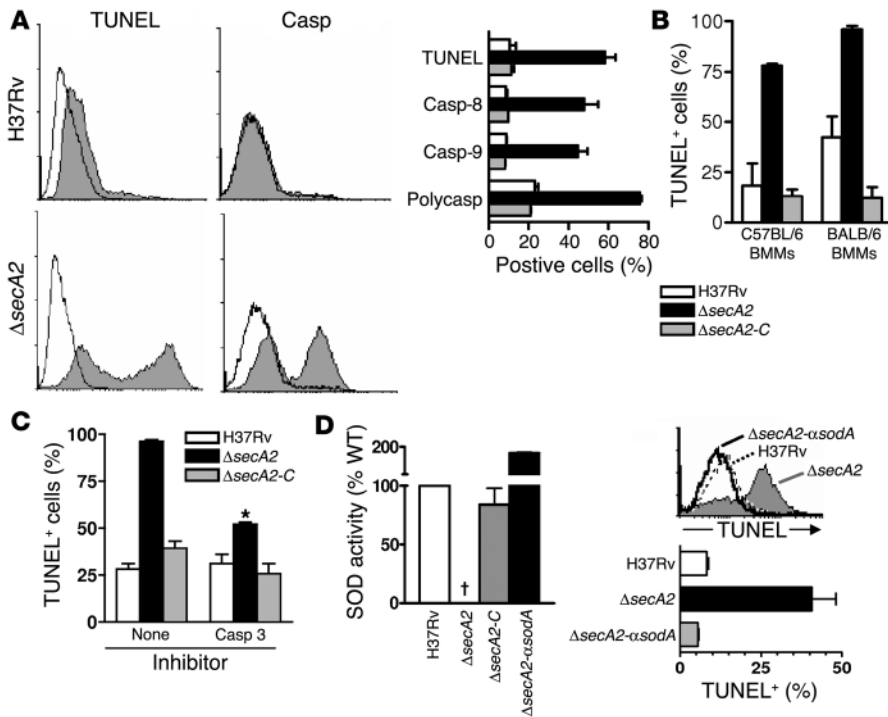 A
TUNEL
Casp
H37Rv
ΔsecA2
TUNEL
Casp-8
Casp-9
Polycasp
0 20 40 60 80
Postive cells (%)
B
TUNEL+ cells (%)
100
75
50
25
0
C57BL/6
BMMs
BALB/6
BMMs
H37Rv
ΔsecA2
ΔsecA2-C
C
TUNEL+ cells (%)
100
75
50
25
0
H37Rv
ΔsecA2
ΔsecA2-C
*
None
Casp 3
Inhibitor
D
SOD activity (% WT)
200
100
50
0
†
H37Rv
ΔsecA2
ΔsecA2-C
ΔsecA2-αsodA
ΔsecA2-αsodA
H37Rv
ΔsecA2
TUNEL
H37Rv
ΔsecA2
ΔsecA2-αsodA
0 25 50
TUNEL+ (%)